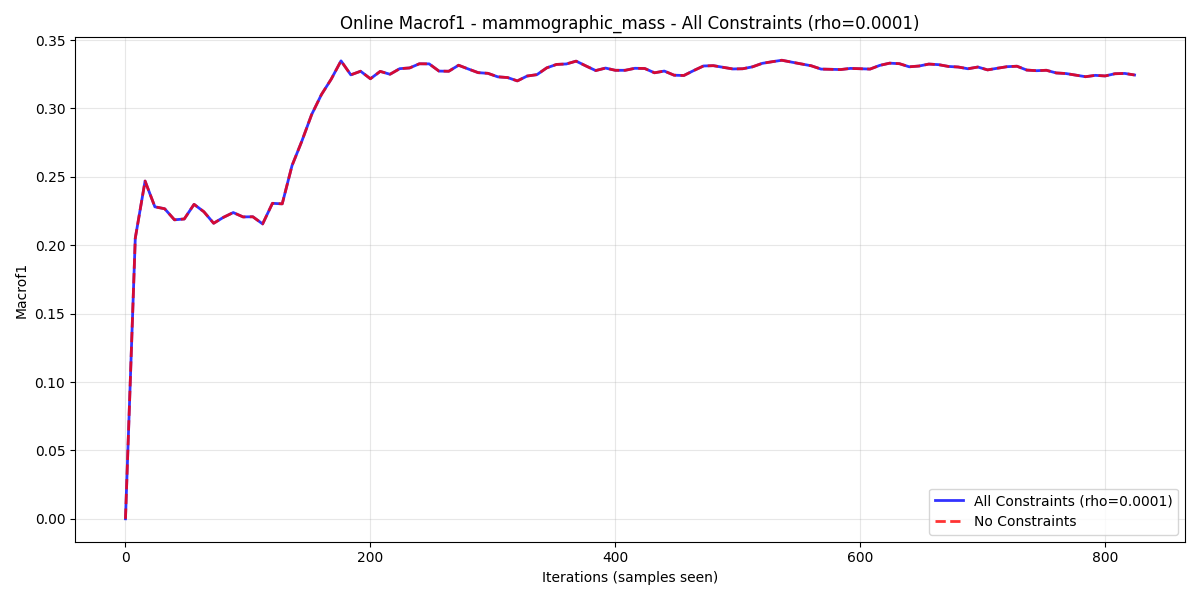 Online Macrof1 - mammographic_mass - All Constraints (rho=0.0001)
0.35
0.30
0.25
0.20
0.15
0.10
0.05
0.00
Macrof1
0 200 400 600 800
Iterations (samples seen)
All Constraints (rho=0.0001)
No Constraints